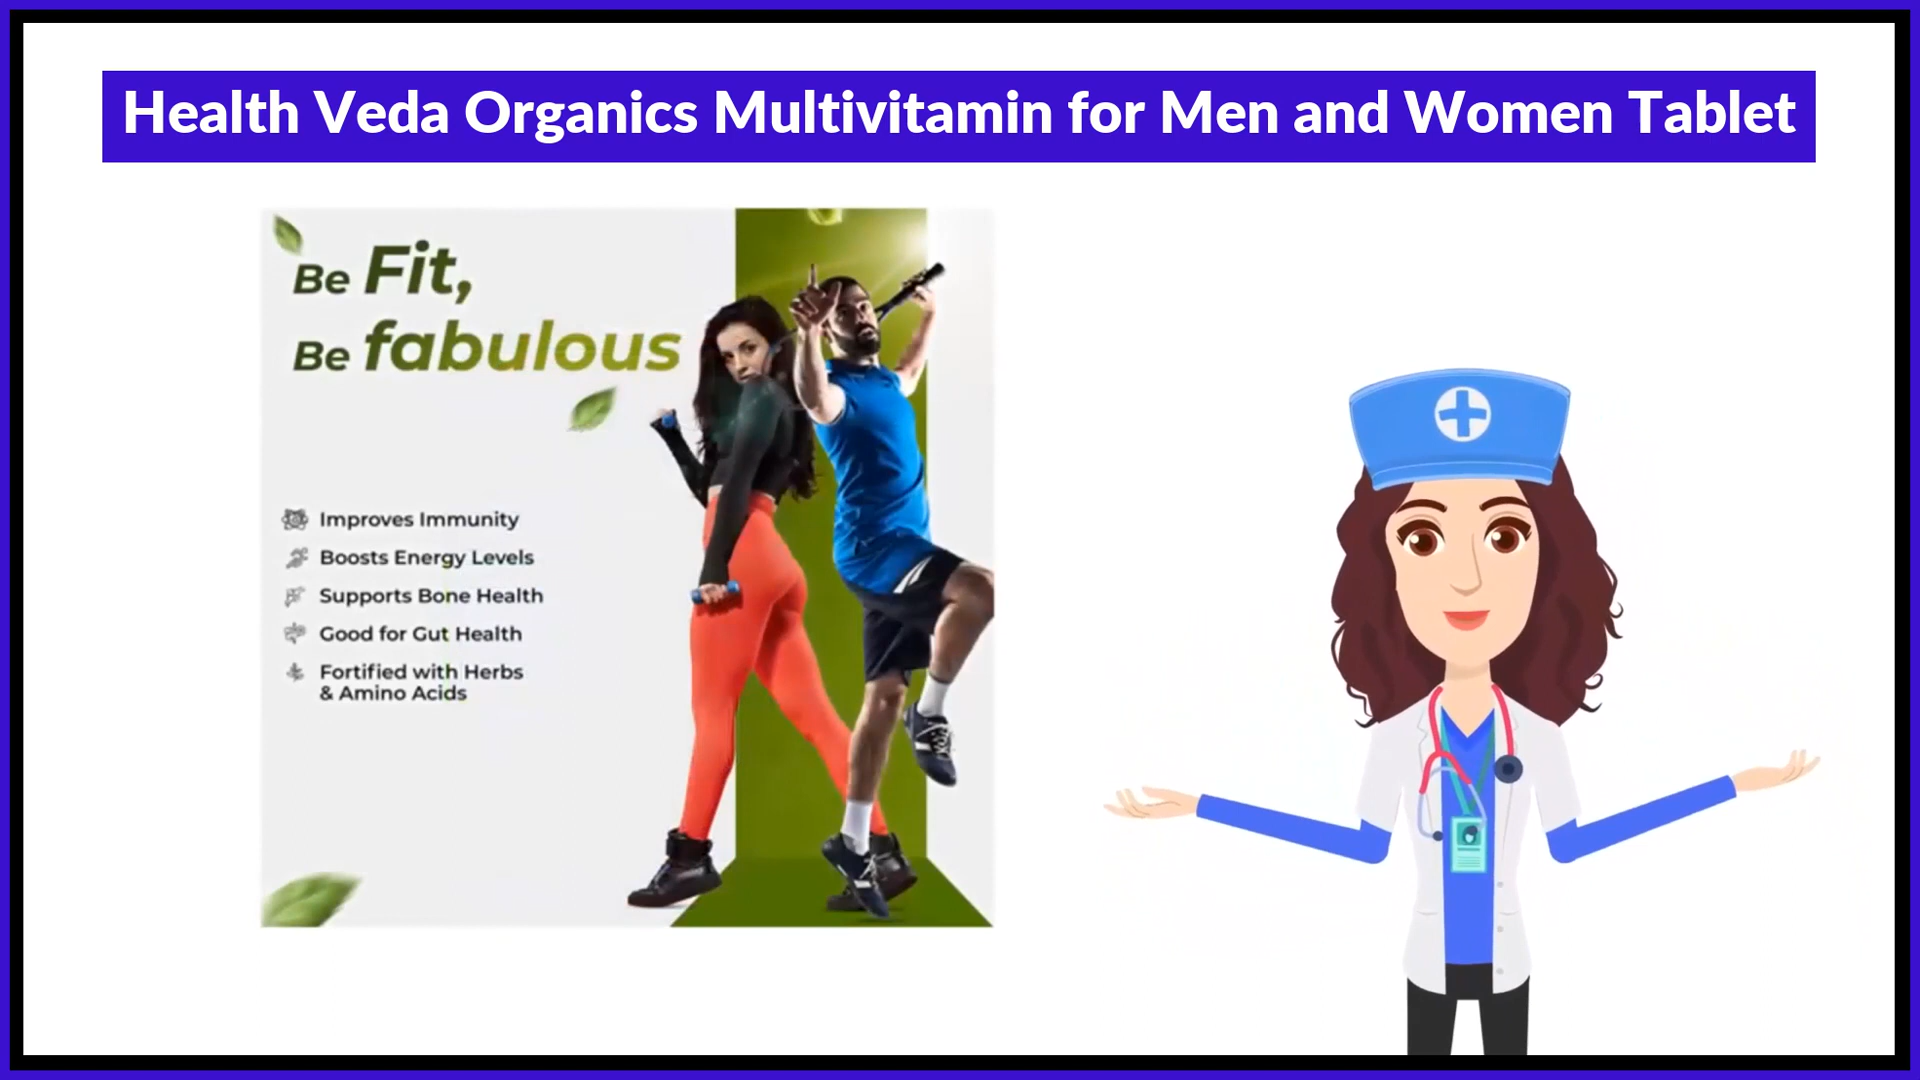 Health Veda Organics Multivitamin for Men and Women Tablet
Be Fit,
Be fabulous
Improves Immunity
Boosts Energy Levels
Supports Bone Health
Good for Gut Health
Fortified with Herbs
& Amino Acids